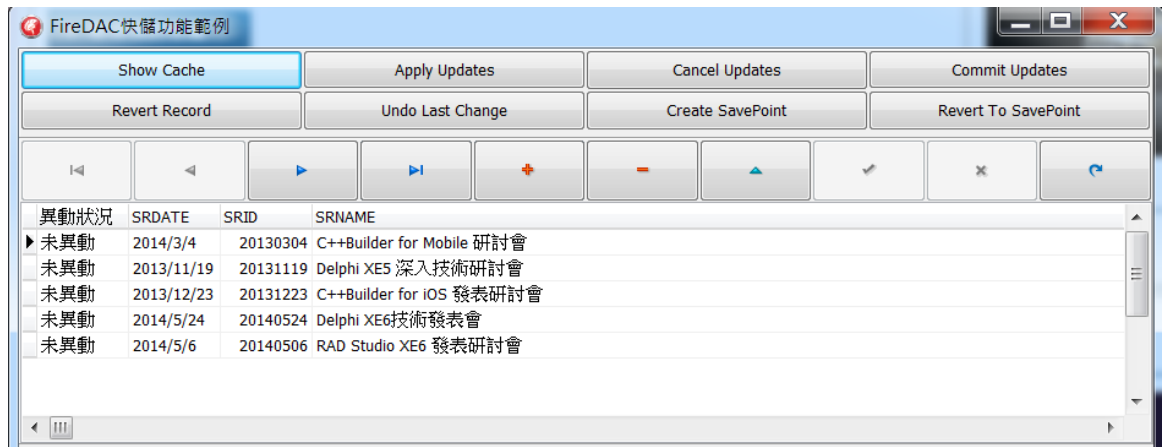 FireDAC快儲功能範例
Show Cache Apply Updates Cancel Updates Commit Updates
Revert Record Undo Last Change Create SavePoint Revert To SavePoint
異動狀況 SRDATE SRID SRNAME
未異動 2014/3/4 20130304 C++Builder for Mobile 研討會
未異動 2013/11/19 20131119 Delphi XE5 深入技術研討會
未異動 2013/12/23 20131223 C++Builder for iOS 發表研討會
未異動 2014/5/24 20140524 Delphi XE6技術發表會
未異動 2014/5/6 20140506 RAD Studio XE6 發表研討會